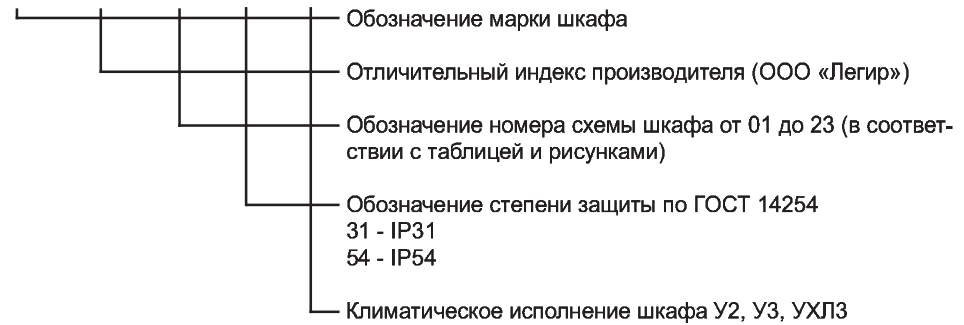 Обозначение марки шкафа
Отличительный индекс производителя (ООО «Легир»)
Обозначение номера схемы шкафа от 01 до 23 (в соответ-
ствии с таблицей и рисунками)
Обозначение степени защиты по ГОСТ 14254
31 - IP31
54 - IP54
Климатическое исполнение шкафа У2, У3, УХЛ3